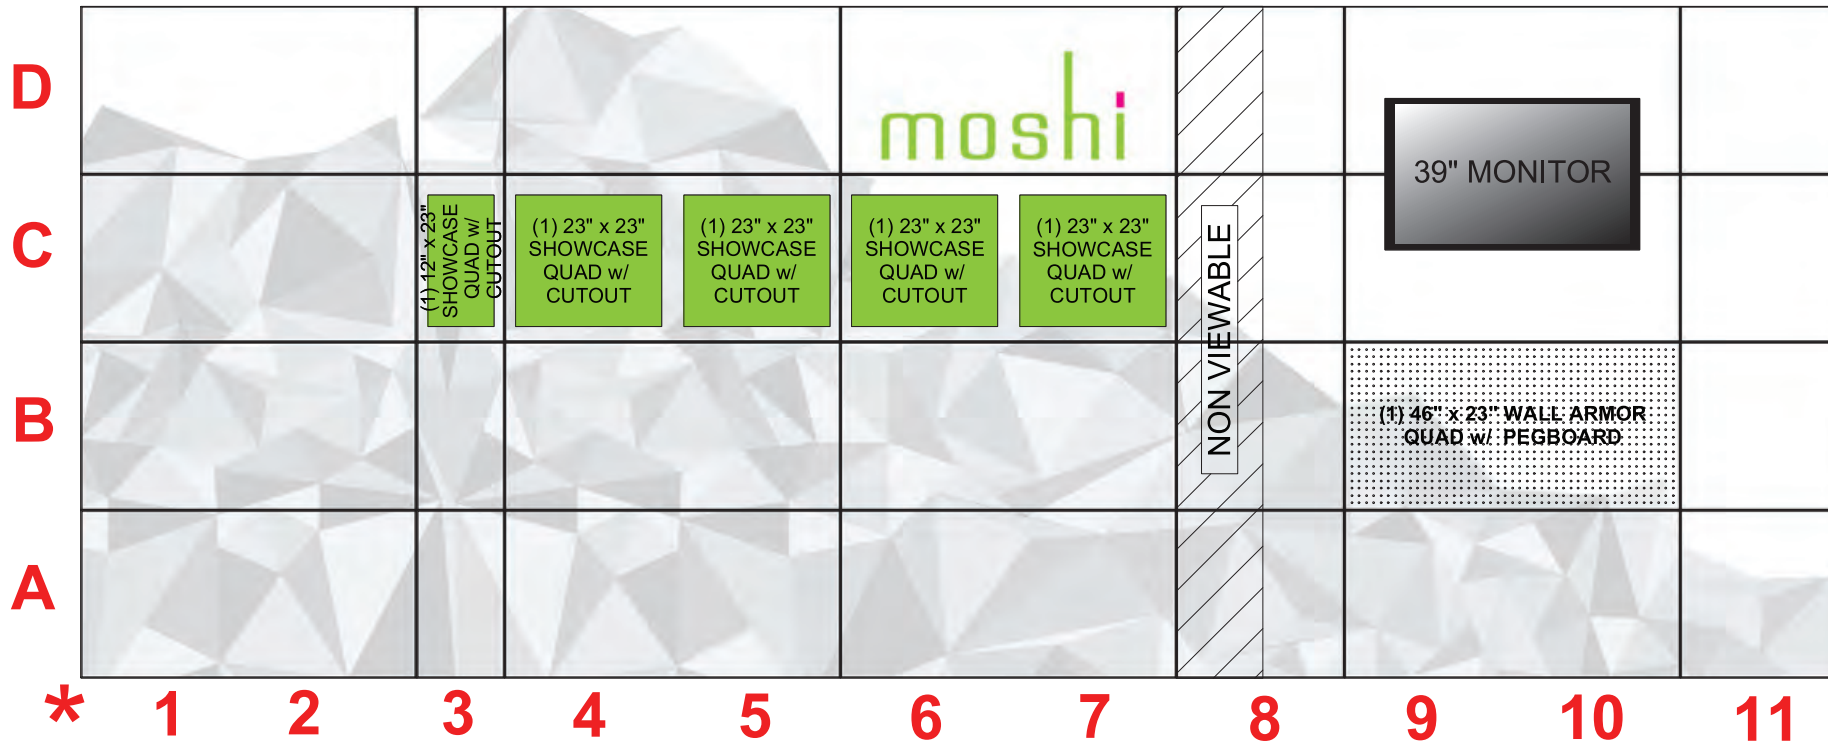 D
moshi
39" MONITOR
C
(1) 12" x 23"
SHOWCASE
QUAD w/
CUTOUT
(1) 23" x 23"
SHOWCASE
QUAD w/
CUTOUT
(1) 23" x 23"
SHOWCASE
QUAD w/
CUTOUT
(1) 23" x 23"
SHOWCASE
QUAD w/
CUTOUT
(1) 23" x 23"
SHOWCASE
QUAD w/
CUTOUT
NON VIEWABLE
B
(1) 46" x 23" WALL ARMOR
QUAD w/ PEGBOARD
A
* 1 2 3 4 5 6 7 8 9 10 11